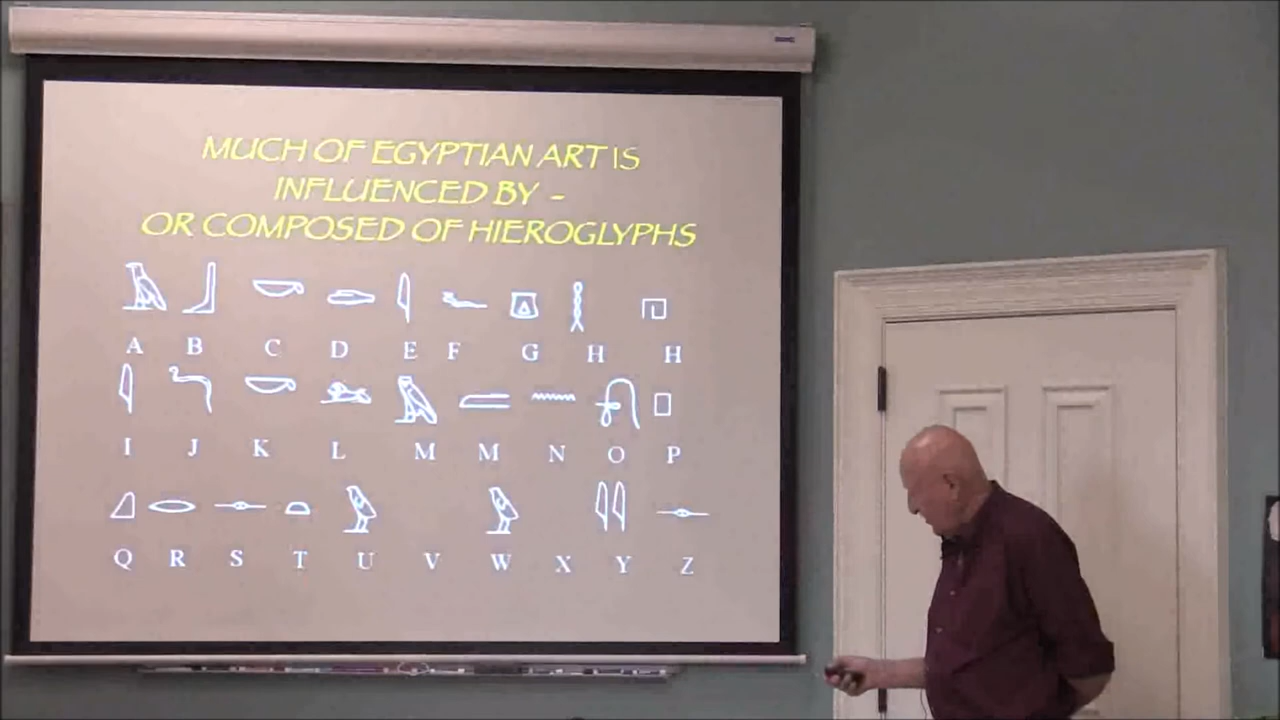 MUCH OF EGYPTIAN ART IS
INFLUENCED BY -
OR COMPOSED OF HIEROGLYPHS
A B C D E F G H H
I J K L M M N O P
Q R S T U V W X Y Z